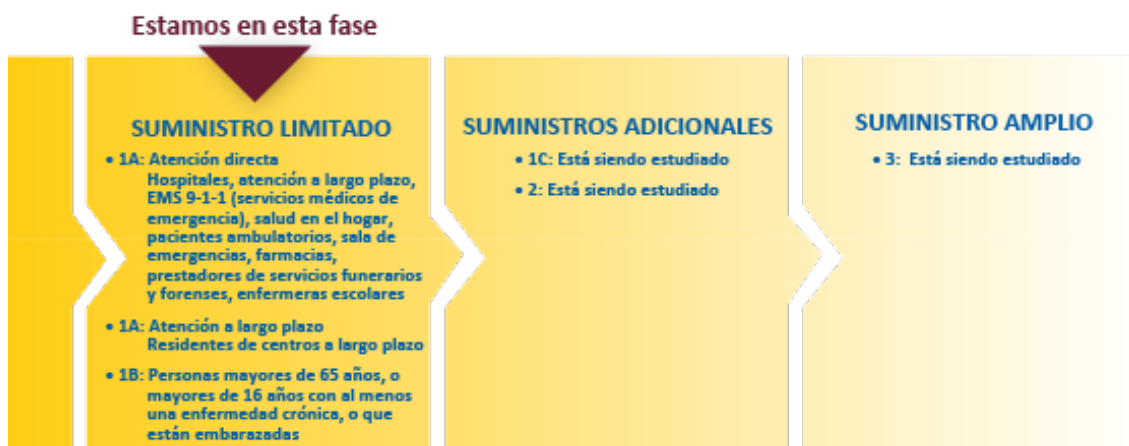 Estamos en esta fase
SUMINISTRO LIMITADO
• 1A: Atención directa
Hospitales, atención a largo plazo,
EMS 9-1-1 (servicios médicos de
emergencia), salud en el hogar,
pacientes ambulatorios, sala de
emergencias, farmacias,
prestadores de servicios funerarios
y forenses, enfermeras escolares
• 1A: Atención a largo plazo
Residentes de centros a largo plazo
• 1B: Personas mayores de 65 años, o
mayores de 16 años con al menos
una enfermedad crónica, o que
están embarazadas
SUMINISTROS ADICIONALES
• 1C: Está siendo estudiado
• 2: Está siendo estudiado
SUMINISTRO AMPLIO
• 3: Está siendo estudiado